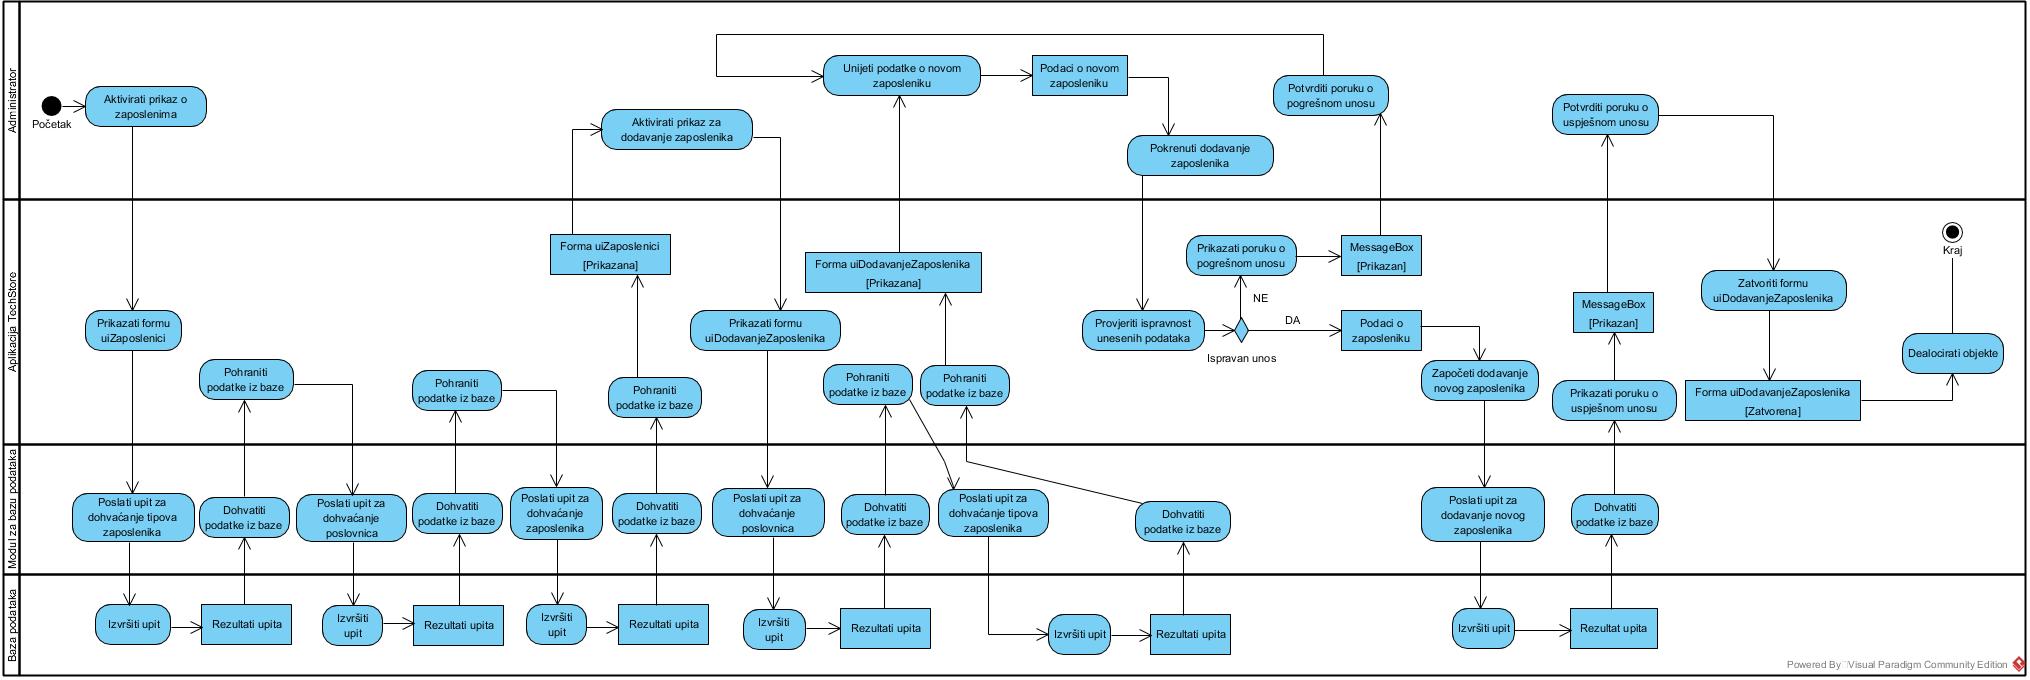 Administrator
Početak
Aktivirati prikaz o
zaposlenima
Aktivirati prikaz za
dodavanje zaposlenika
Unijeti podatke o novom
zaposleniku
Podaci o novom
zaposleniku
Pokrenuti dodavanje
zaposlenika
Potvrditi poruku o
pogrešnom unosu
Potvrditi poruku o
uspješnom unosu
Aplikacija TechStore
Prikazati formu
uiZaposlenici
Pohraniti
podatke iz baze
Pohraniti
podatke iz baze
Forma uiZaposlenici
[Prikazana]
Pohraniti
podatke iz baze
Prikazati formu
uiDodavanjeZaposlenika
Forma uiDodavanjeZaposlenika
[Prikazana]
Pohraniti
podatke iz baze
Pohraniti
podatke iz baze
Provjeriti ispravnost
unesenih podataka
Prikazati poruku o
pogrešnom unosu
NE
DA
Ispravan unos
MessageBox
[Prikazan]
Podaci o
zaposleniku
Započeti dodavanje
novog zaposlenika
MessageBox
[Prikazan]
Prikazati poruku o
uspješnom unosu
Zatvoriti formu
uiDodavanjeZaposlenika
Forma uiDodavanjeZaposlenika
[Zatvorena]
Kraj
Dealocirati objekte
Modul za bazu podataka
Poslati upit za
dohvaćanje tipova
zaposlenika
Dohvatiti
podatke iz baze
Poslati upit za
dohvaćanje
poslovnica
Dohvatiti
podatke iz baze
Poslati upit za
dohvaćanje
zaposlenika
Dohvatiti
podatke iz baze
Poslati upit za
dohvaćanje
poslovnica
Dohvatiti
podatke iz baze
Poslati upit za
dohvaćanje tipova
zaposlenika
Dohvatiti
podatke iz baze
Poslati upit za
dodavanje novog
zaposlenika
Dohvatiti
podatke iz baze
Baza podataka
Izvršiti upit
Rezultati upita
Izvršiti
upit
Rezultati upita
Izvršiti
upit
Rezultati upita
Izvršiti
upit
Rezultati upita
Izvršiti upit
Rezultati upita
Izvršiti upit
Rezultat upita
Powered By Visual Paradigm Community Edition